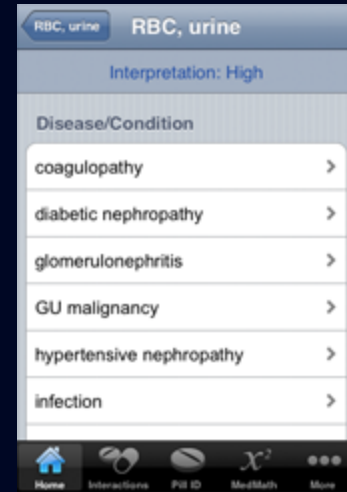 RBC, urine RBC, urine
Interpretation: High
Disease/Condition
coagulopathy
diabetic nephropathy
glomerulonephritis
GU malignancy
hypertensive nephropathy
infection
Home Interactions Pill ID MedMath More